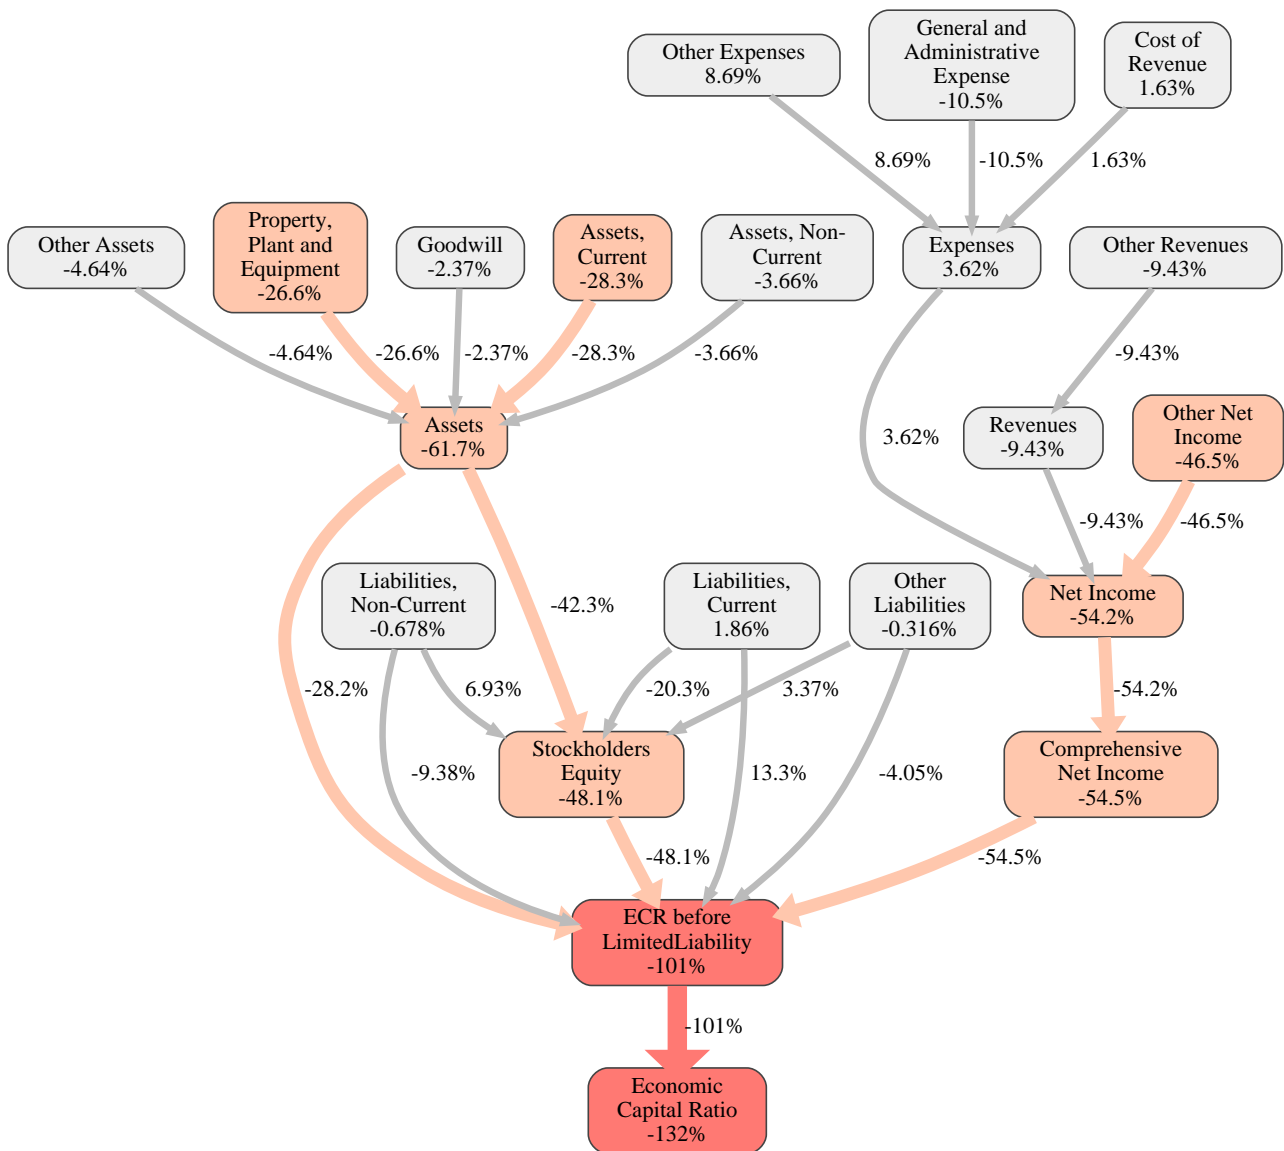 Other Expenses
8.69%
General and
Administrative
Expense
-10.5%
Cost of
Revenue
1.63%
8.69%
-10.5%
1.63%
Other Assets
-4.64%
Property,
Plant and
Equipment
-26.6%
Goodwill
-2.37%
Assets,
Current
-28.3%
Assets, Non-
Current
-3.66%
Expenses
3.62%
Other Revenues
-9.43%
-4.64%
-26.6%
-2.37%
-28.3%
-3.66%
-9.43%
Assets
-61.7%
3.62%
Revenues
-9.43%
Other Net
Income
-46.5%
-9.43%
-46.5%
Liabilities,
Non-Current
-0.678%
-42.3%
Liabilities,
Current
1.86%
Other
Liabilities
-0.316%
Net Income
-54.2%
-28.2%
6.93%
-20.3%
3.37%
-54.2%
-9.38%
Stockholders
Equity
-48.1%
13.3%
-4.05%
Comprehensive
Net Income
-54.5%
-48.1%
-54.5%
ECR before
LimitedLiability
-101%
-101%
Economic
Capital Ratio
-132%